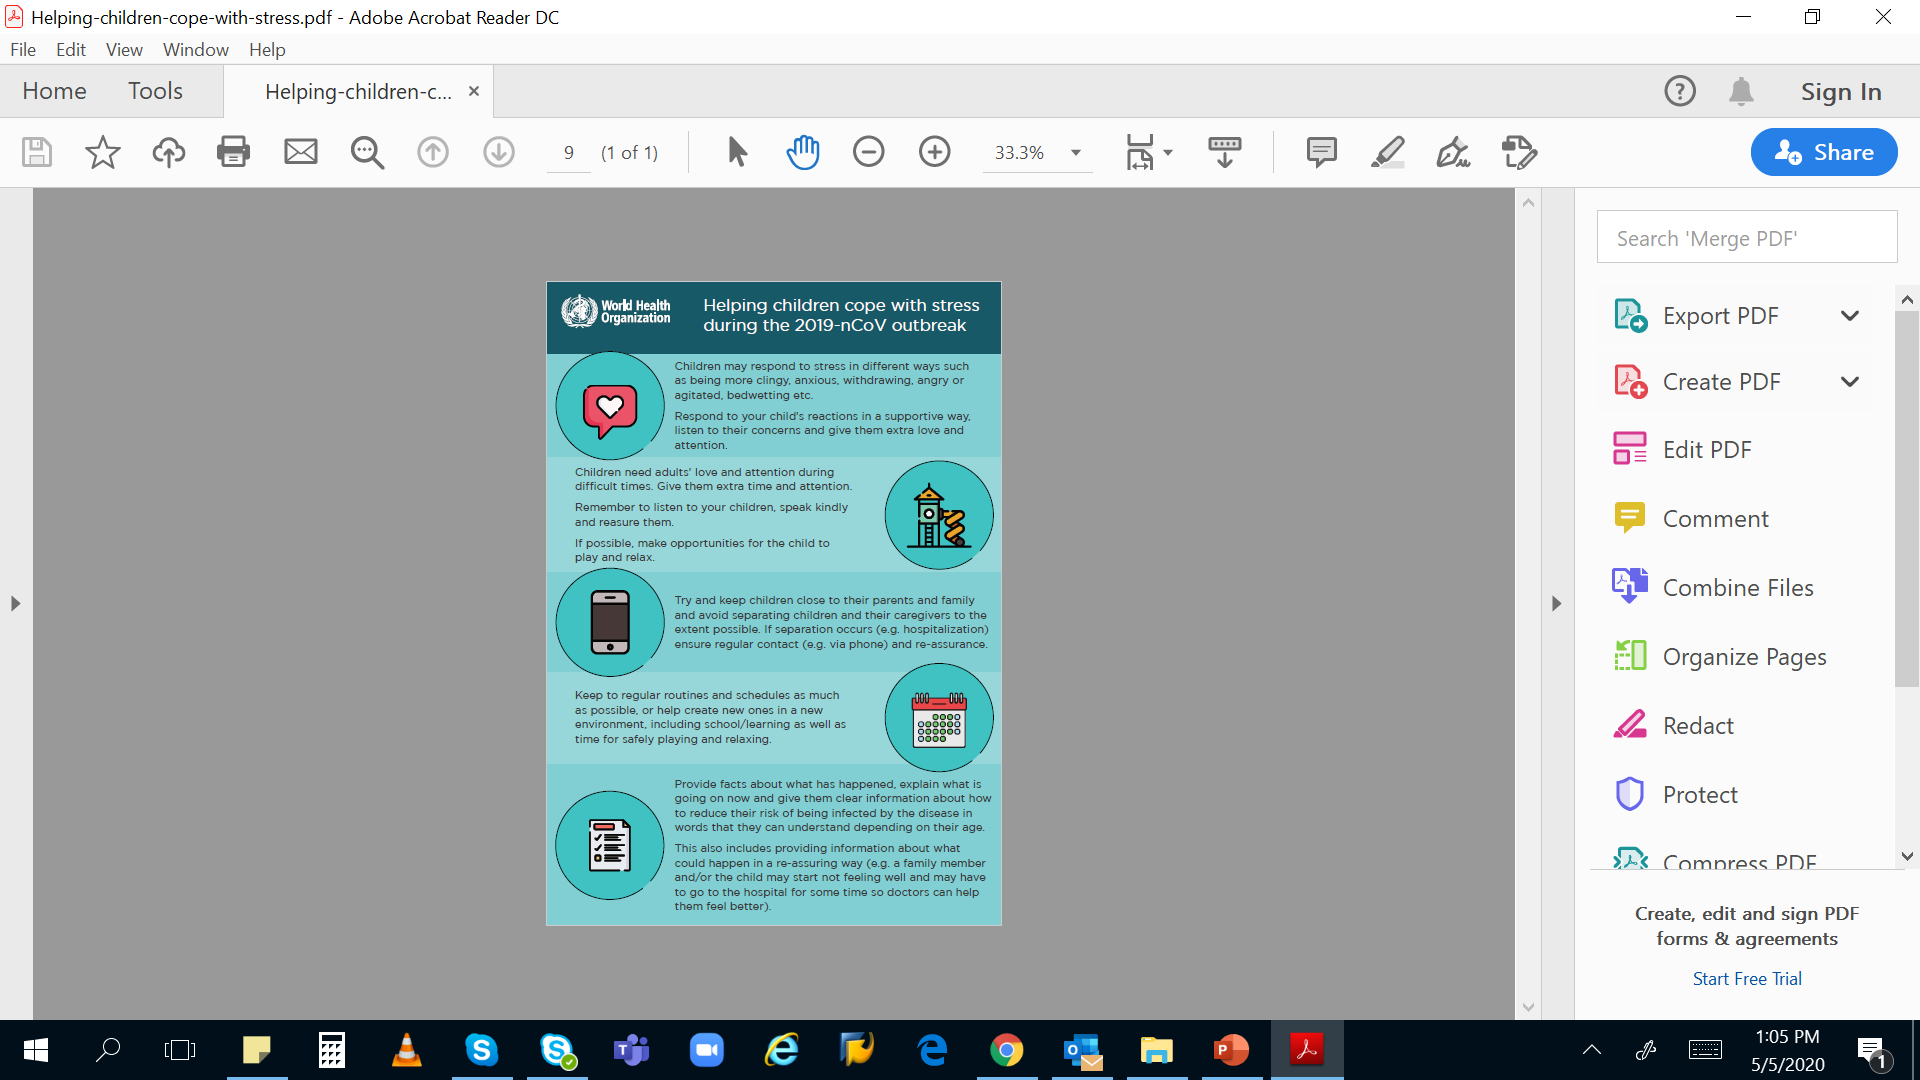 Helping-children-cope-with-stress.pdf - Adobe Acrobat Reader DC
File Edit View Window Help
Home Tools Helping-children-c... × Sign In
9 (1 of 1) 33.3% Share
World Health
Organization
Helping children cope with stress
during the 2019-nCoV outbreak
Children may respond to stress in different ways such
as being more clingy, anxious, withdrawing, angry or
agitated, bedwetting etc.
Respond to your child's reactions in a supportive way,
listen to their concerns and give them extra love and
attention.
Children need adults' love and attention during
difficult times. Give them extra time and attention.
Remember to listen to your children, speak kindly
and reasure them.
If possible, make opportunities for the child to
play and relax.
Try and keep children close to their parents and family
and avoid separating children and their caregivers to the
extent possible. If separation occurs (e.g. hospitalization)
ensure regular contact (e.g. via phone) and re-assurance.
Keep to regular routines and schedules as much
as possible, or help create new ones in a new
environment, including school/learning as well as
time for safely playing and relaxing.
Provide facts about what has happened, explain what is
going on now and give them clear information about how
to reduce their risk of being infected by the disease in
words that they can understand depending on their age.
This also includes providing information about what
could happen in a re-assuring way (e.g. a family member
and/or the child may start not feeling well and may have
to go to the hospital for some time so doctors can help
them feel better).
Search 'Merge PDF'
Export PDF
Create PDF
Edit PDF
Comment
Combine Files
Organize Pages
Redact
Protect
Compress PDF
Create, edit and sign PDF
forms & agreements
Start Free Trial
1:05 PM
5/5/2020
1